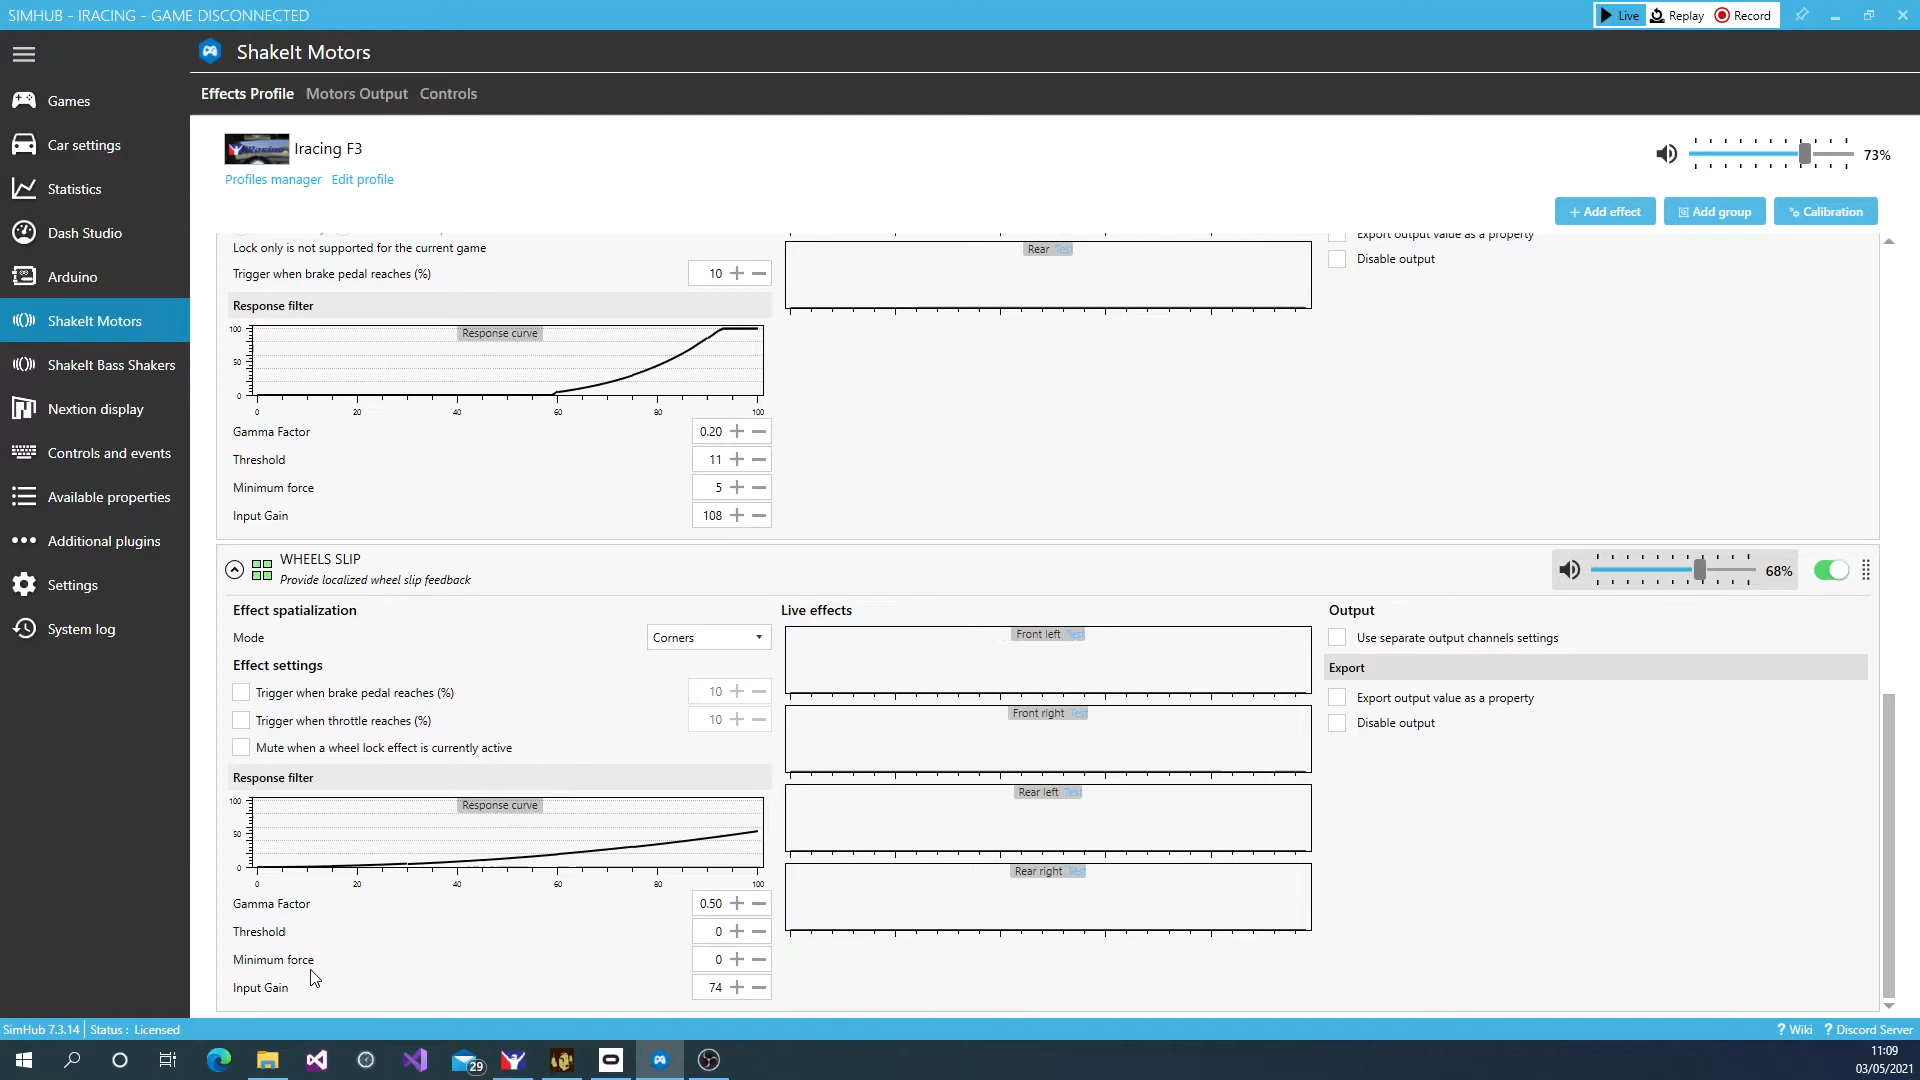 SIMHUB - IRACING - GAME DISCONNECTED
Live Replay Record
ShakeIt Motors
Games
Effects Profile Motors Output Controls
Car settings
Iracing F3
73%
Profiles manager Edit profile
Statistics
Add effect Add group Calibration
Dash Studio
Export output value as a property
Lock only is not supported for the current game
Rear Test
Disable output
Trigger when brake pedal reaches (%) 10
Arduino
Response filter
ShakeIt Motors
Response curve
100
50
0
0 20 40 60 80 100
ShakeIt Bass Shakers
Nextion display
Gamma Factor 0.20
Controls and events
Threshold 11
Minimum force 5
Available properties
Input Gain 108
Additional plugins
WHEELS SLIP
68%
Provide localized wheel slip feedback
Settings
Effect spatialization Live effects Output
System log
Mode Corners
Front left Test
Use separate output channels settings
Effect settings
Export
Trigger when brake pedal reaches (%) 10
Export output value as a property
Trigger when throttle reaches (%) 10
Front right Test
Disable output
Mute when a wheel lock effect is currently active
Response filter
Rear left Test
Response curve
100
50
0
0 20 40 60 80 100
Rear right Test
Gamma Factor 0.50
Threshold 0
Minimum force 0
Input Gain 74
SimHub 7.3.14 Status : Licensed
? Wiki ? Discord Server
29
11:09
03/05/2021